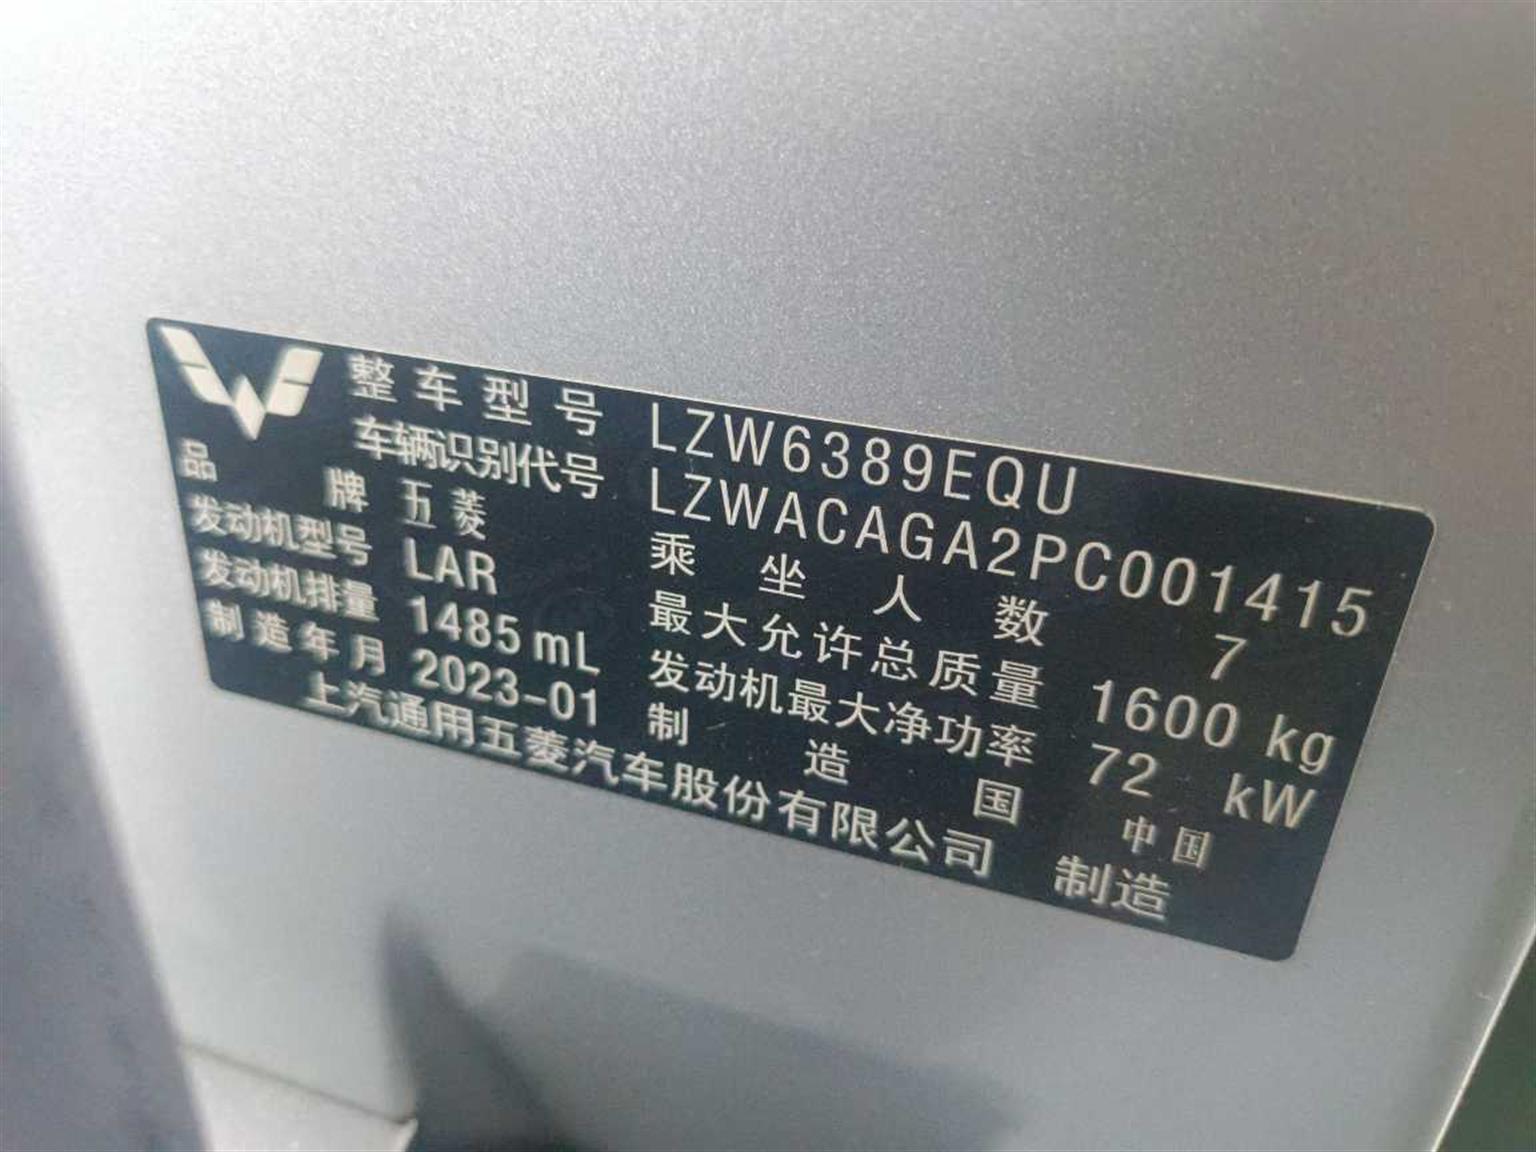 整车型号 LZW6389EQU
车辆识别代号 LZWACAGA2PC001415
品牌 五菱 乘坐人数 7
发动机型号 LAR 最大允许总质量 1600 kg
发动机排量 1485 mL 发动机最大净功率 72 kW
制造年月 2023-01 制造国 中国
上汽通用五菱汽车股份有限公司 制造